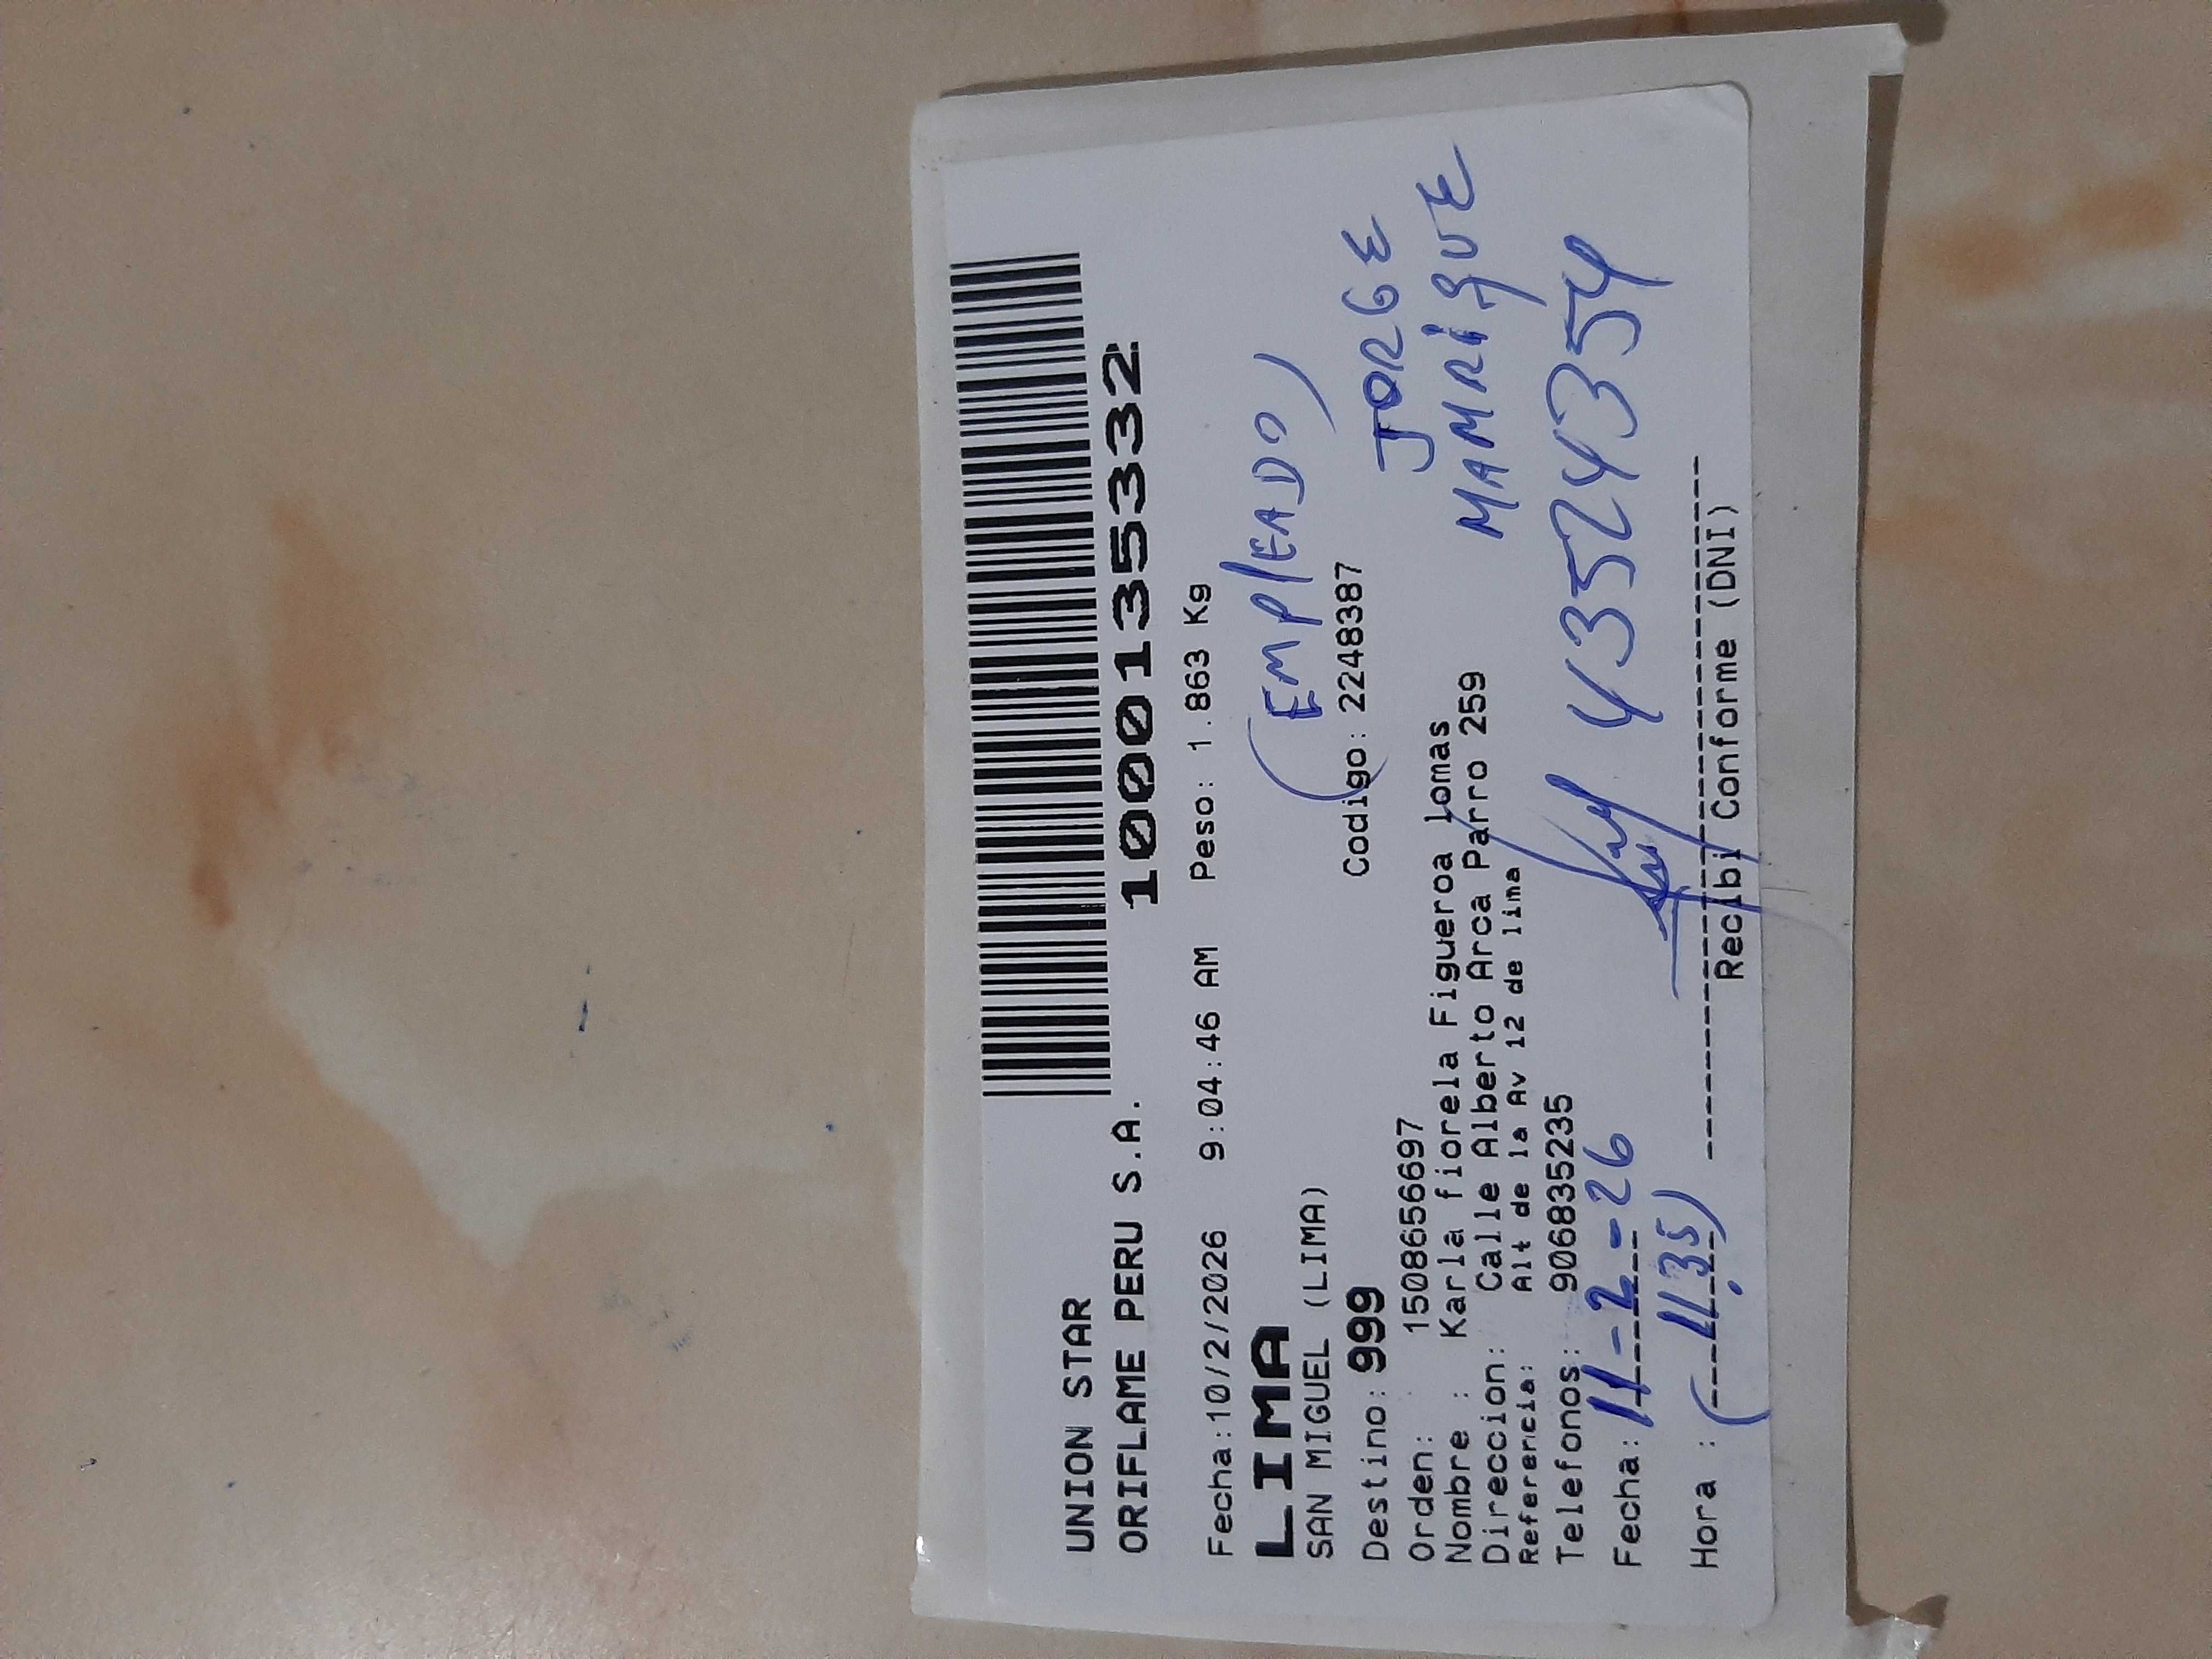 UNION STAR
ORIFLAME PERU S.A. 1000135332
Fecha:10/2/2026 9:04:46 AM Peso: 1.863 Kg
LIMA
SAN MIGUEL (LIMA)
(EMPLEADO)
Destino: 999 Codigo: 2248387
JORGE
MAMRiqUE
Orden: 1508656697
Nombre : Karla fiorela Figueroa Lomas
Direccion: Calle Alberto Arca Parro 259
Referencia: Alt de la Av 12 de lima
Telefonos: 906835235
43524354
Fecha: 11-2-26
Hora : (11:35)
Recibi Conforme (DNI)